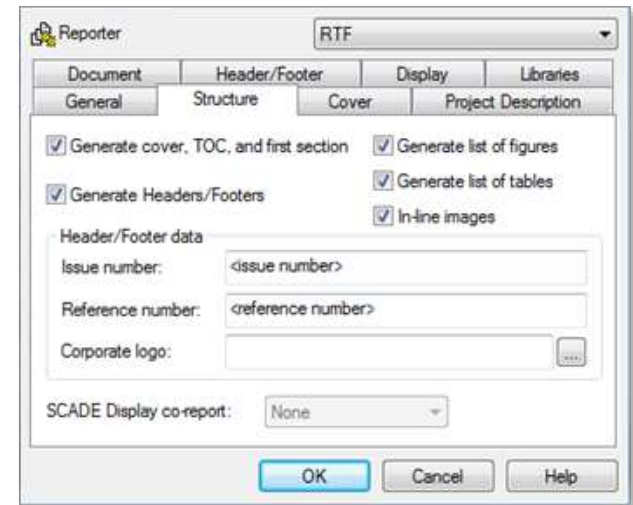 Reporter RTF
Document Header/Footer Display Libraries
General Structure Cover Project Description
Generate cover, TOC, and first section Generate list of figures
Generate list of tables
Generate Headers/Footers
In-line images
Header/Footer data
Issue number: <issue number>
Reference number: <reference number>
Corporate logo: ...
SCADE Display co-report: None
OK Cancel Help